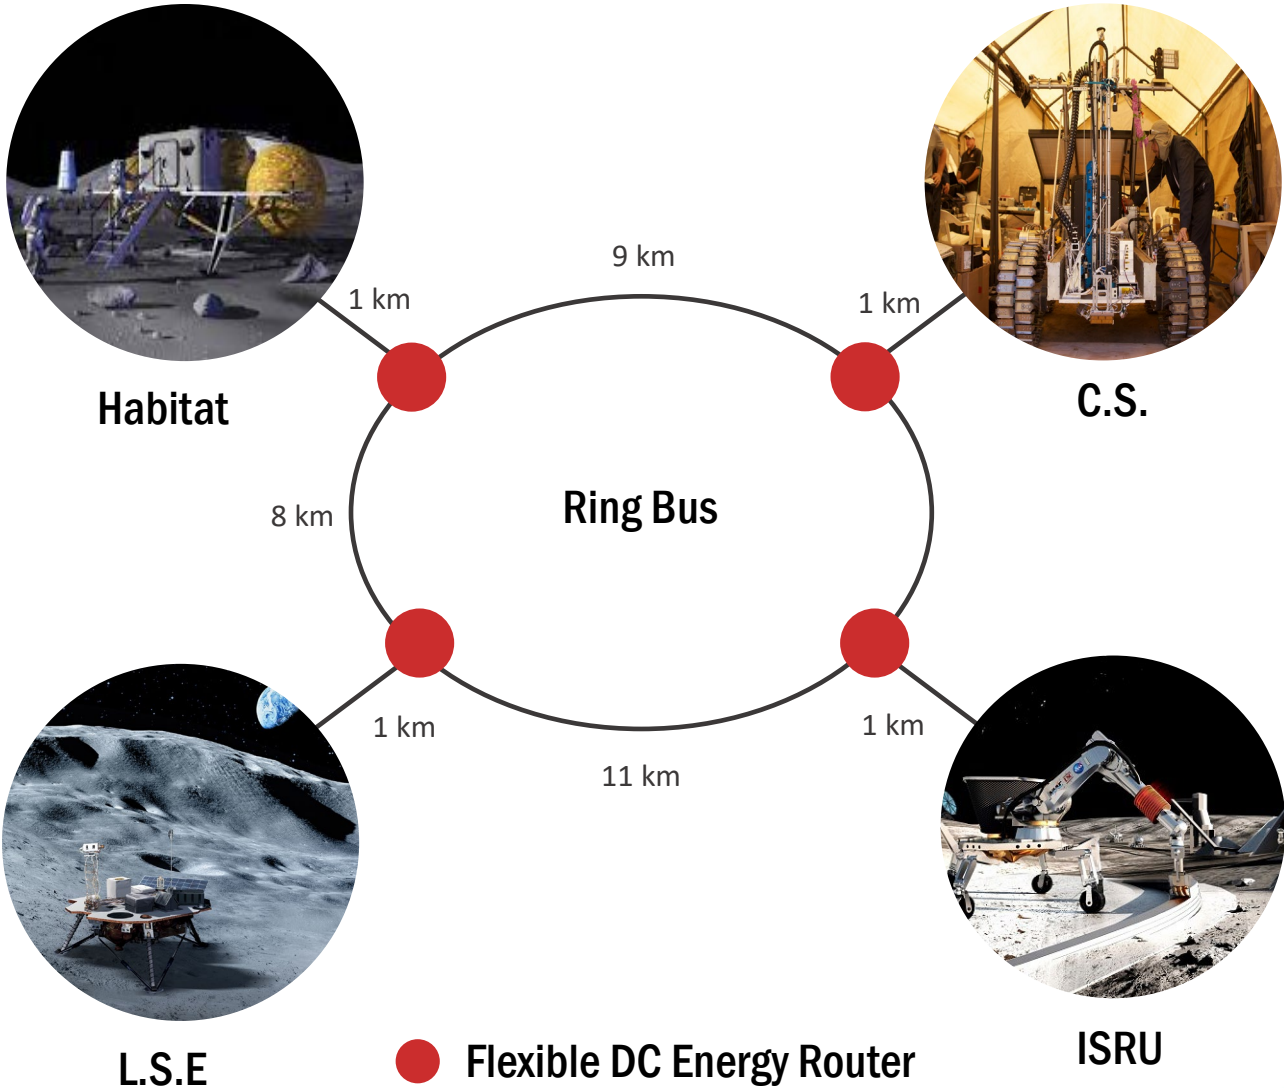 9 km
1 km
1 km
Habitat
C.S.
Ring Bus
8 km
1 km
1 km
11 km
L.S.E
Flexible DC Energy Router
ISRU